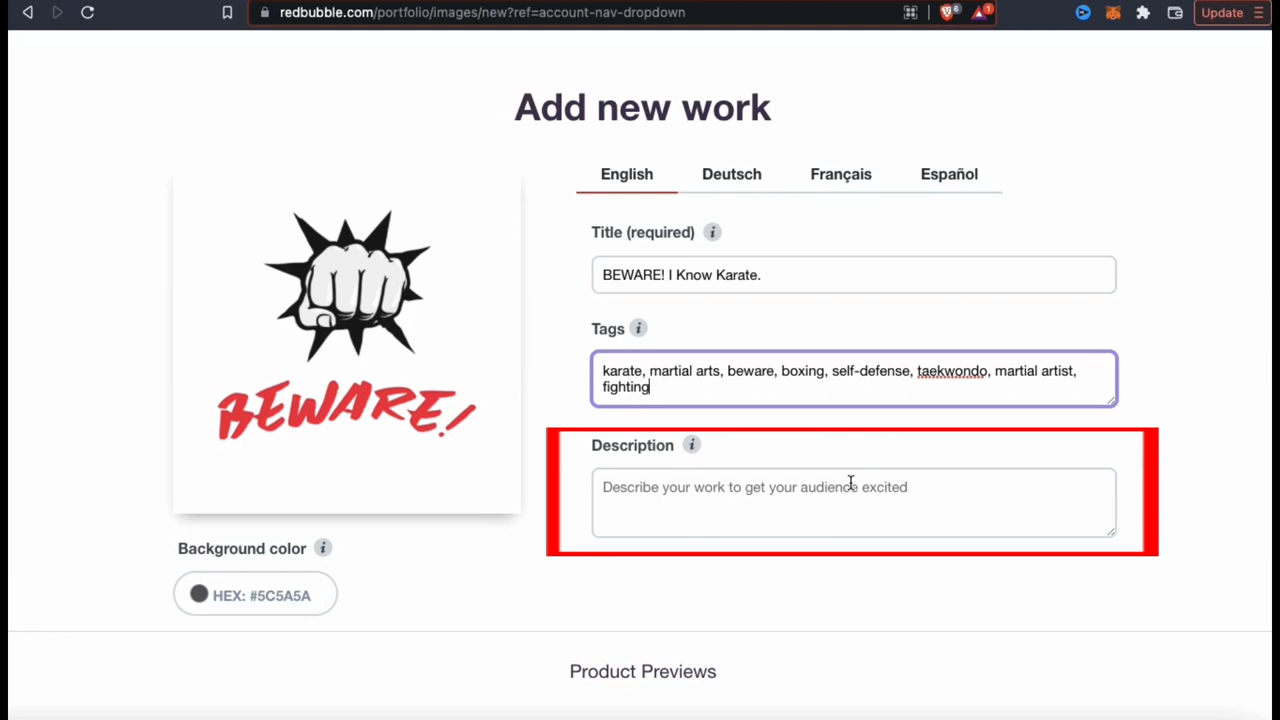 redbubble.com/portfolio/images/new?ref=account-nav-dropdown
6
1
Update
Add new work
English Deutsch Français Español
Title (required) i
BEWARE! I Know Karate.
Tags i
karate, martial arts, beware, boxing, self-defense, taekwondo, martial artist,
fighting
BEWARE!
Description i
Describe your work to get your audience excited
Background color i
HEX: #5C5A5A
Product Previews